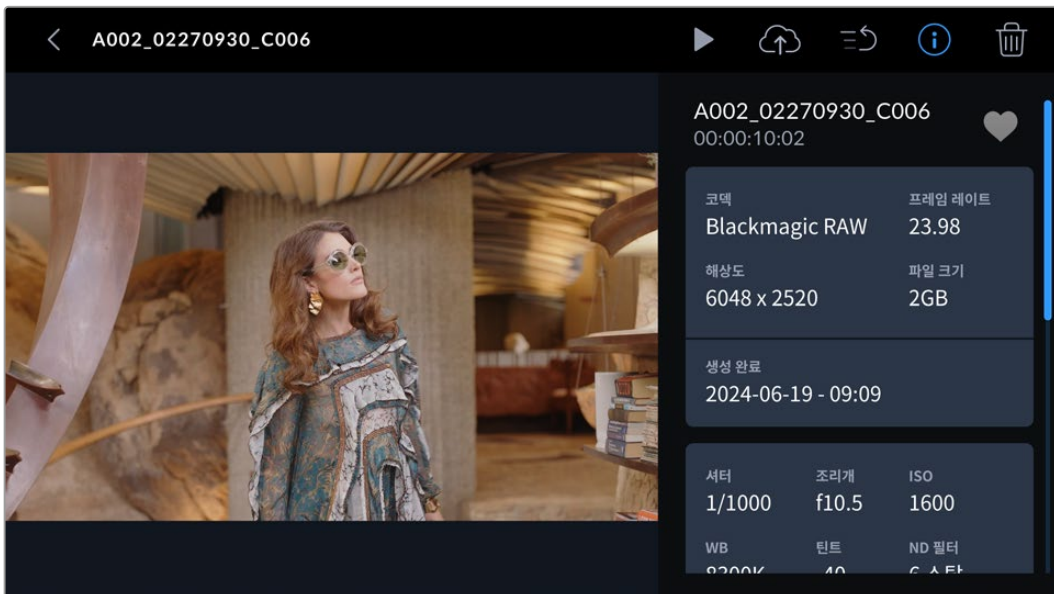 A002_02270930_C006
A002_02270930_C006
00:00:10:02
코덱 프레임 레이트
Blackmagic RAW 23.98
해상도 파일 크기
6048 x 2520 2GB
생성 완료
2024-06-19 - 09:09
셔터 조리개 ISO
1/1000 f10.5 1600
WB 틴트 ND 필터